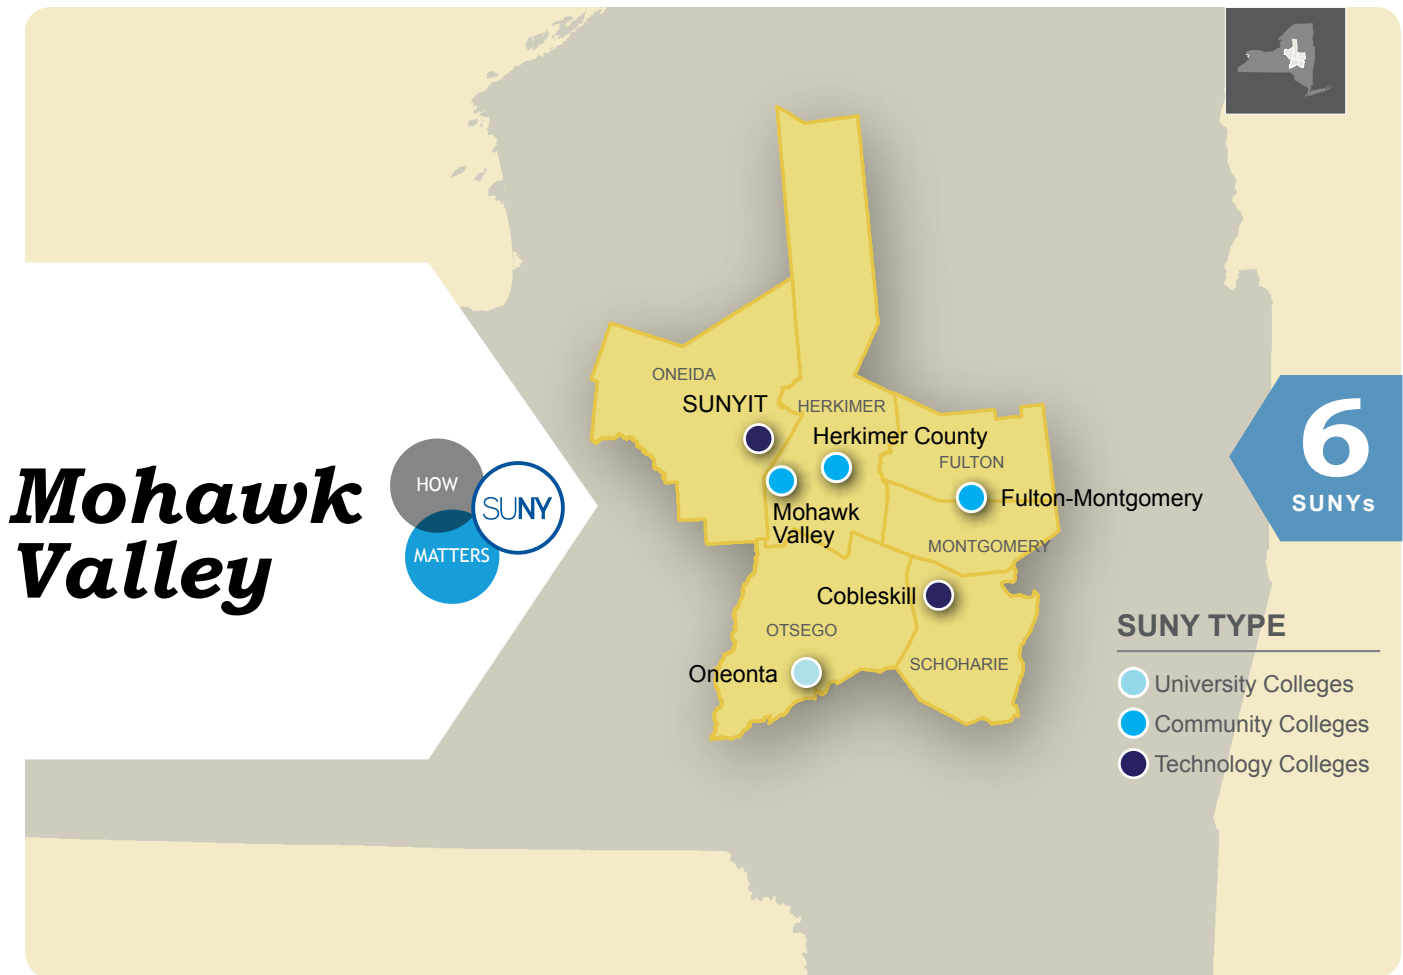 Mohawk
Valley
HOW
MATTERS
SUNY
ONEIDA
SUNYIT
HERKIMER
Herkimer County
FULTON
Fulton-Montgomery
Mohawk
Valley
MONTGOMERY
Cobleskill
OTSEGO
SCHOHARIE
Oneonta
6
SUNYs
SUNY TYPE
University Colleges
Community Colleges
Technology Colleges